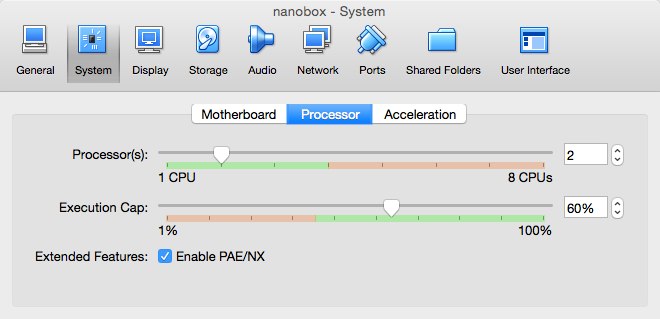 nanobox - System
General System Display Storage Audio Network Ports Shared Folders User Interface
Motherboard Processor Acceleration
Processor(s): 2
1 CPU 8 CPUs
Execution Cap: 60%
1% 100%
Extended Features: Enable PAE/NX